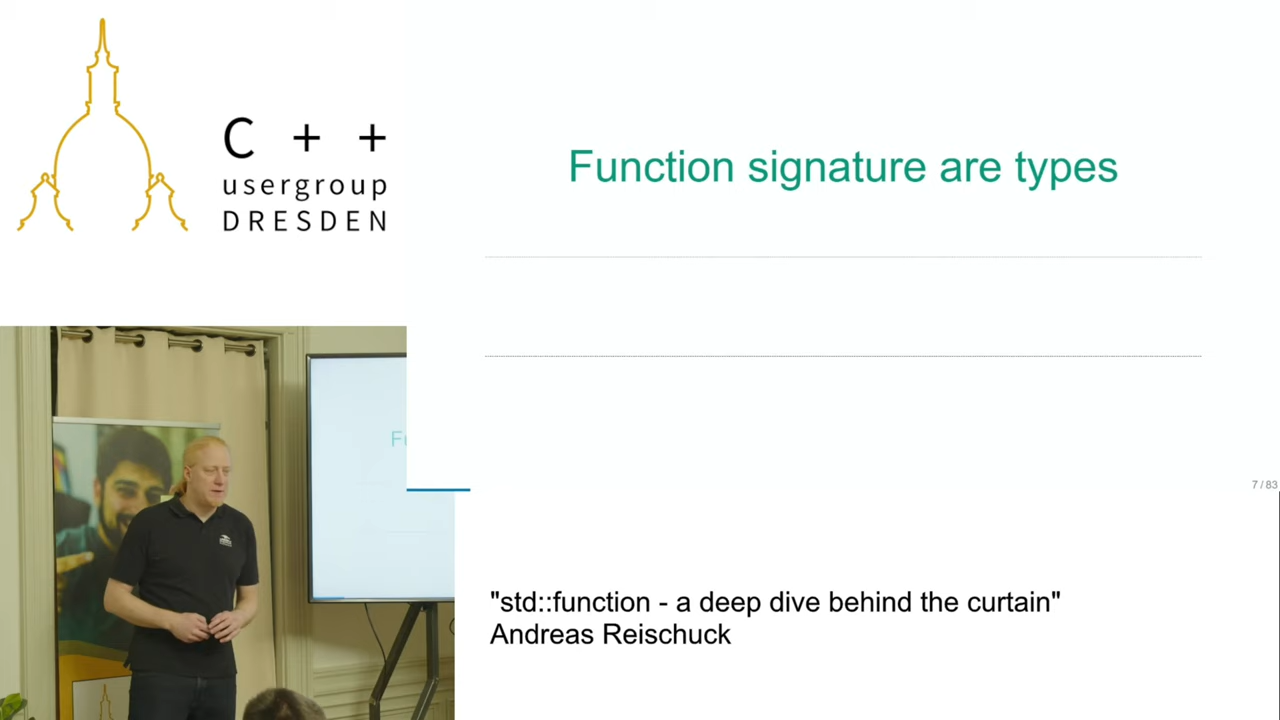 C + +
usergroup
DRESDEN
Function signature are types
7 / 83
"std::function - a deep dive behind the curtain"
Andreas Reischuck